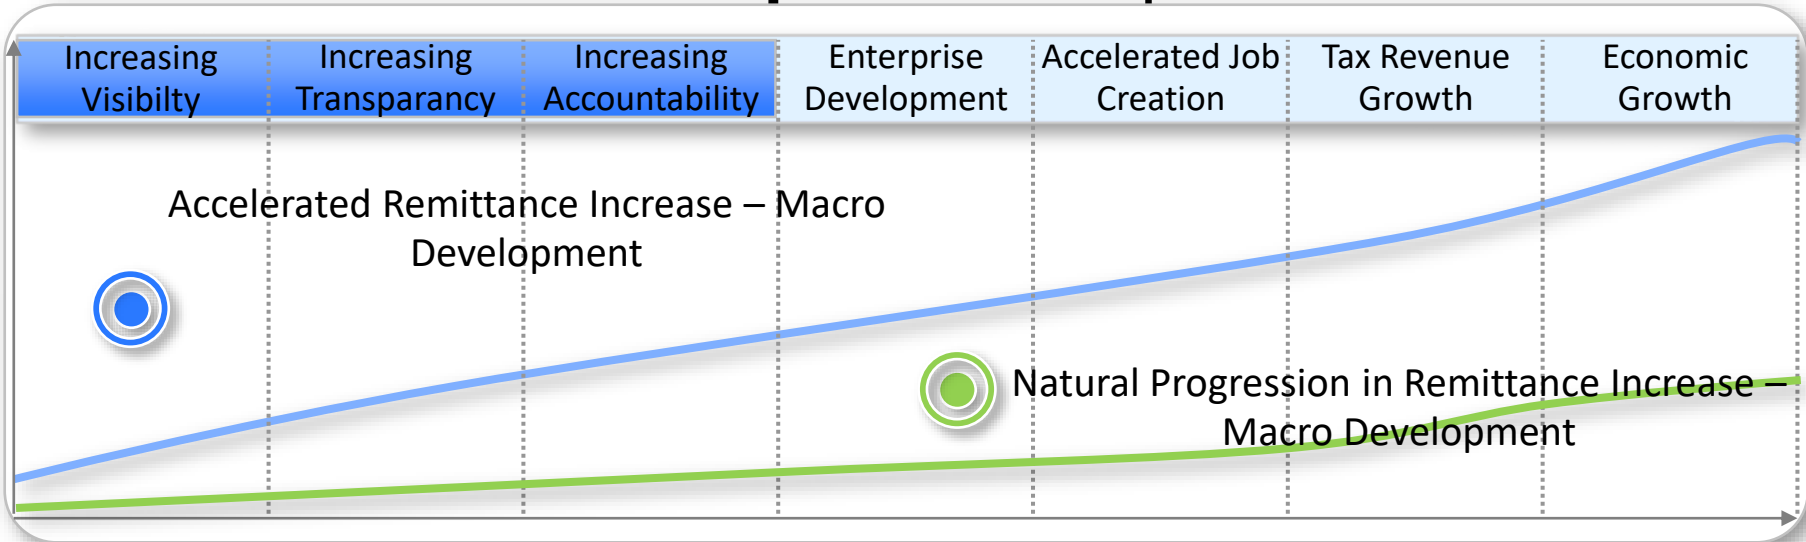 Increasing
Visibilty
Increasing
Transparancy
Increasing
Accountability
Enterprise
Development
Accelerated Job
Creation
Tax Revenue
Growth
Economic
Growth
Accelerated Remittance Increase – Macro
Development
Natural Progression in Remittance Increase –
Macro Development